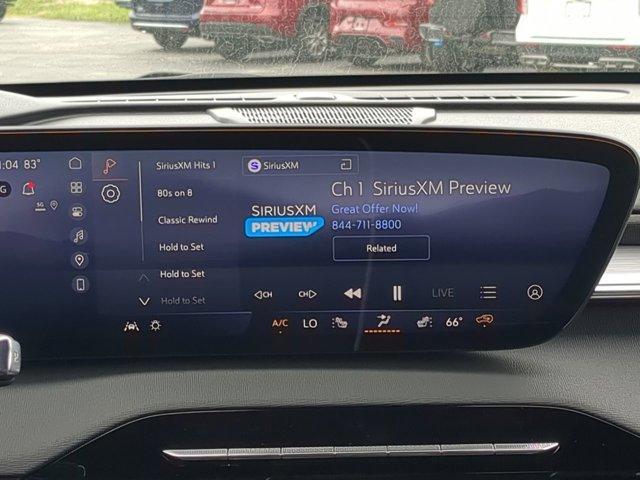 :04 83°
G
5G
SiriusXM Hits 1
80s on 8
Classic Rewind
Hold to Set
Hold to Set
Hold to Set
S SiriusXM
SIRIUSXM
PREVIEW
Ch 1 SiriusXM Preview
Great Offer Now!
844-711-8800
Related
CH
CH
LIVE
A/C
LO
66°